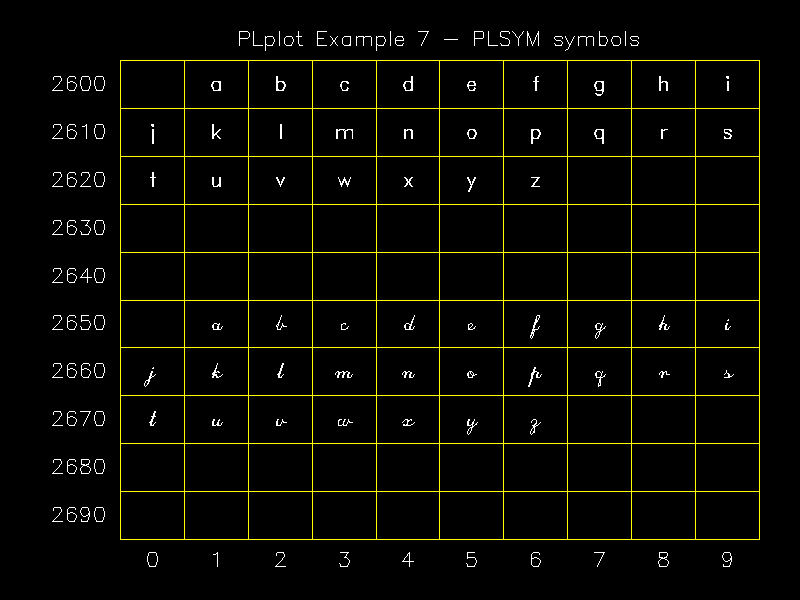 PLplot Example 7 — PLSYM symbols
2600 a b c d e f g h i
2610 j k l m n o p q r s
2620 t u v w x y z
2630
2640
2650 a b c d e f g h i
2660 j k l m n o p q r s
2670 t u v w x y z
2680
2690
0 1 2 3 4 5 6 7 8 9